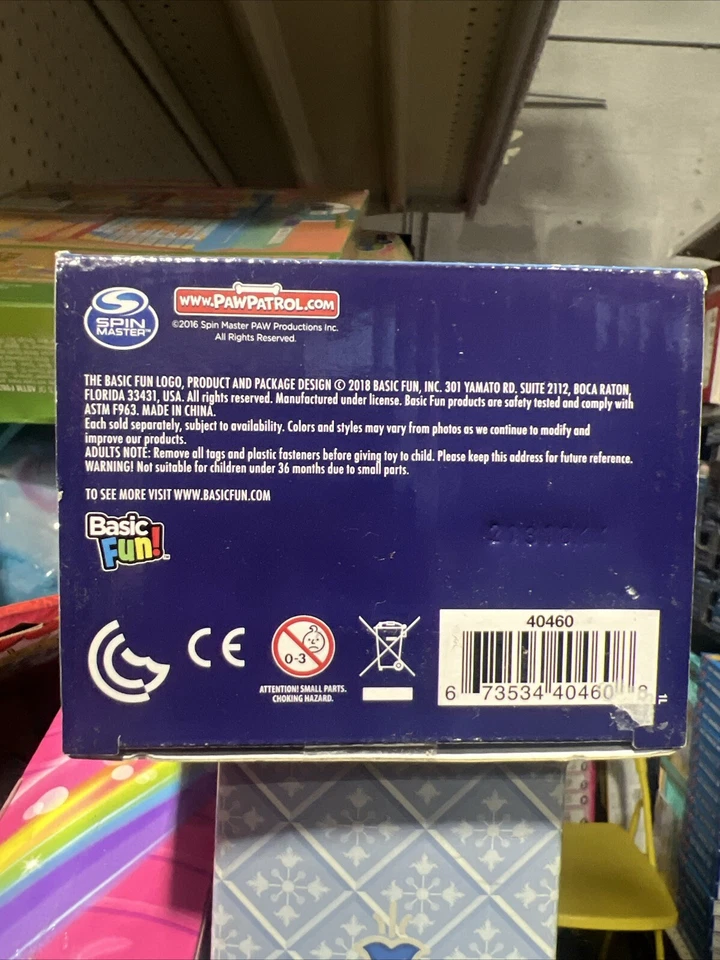 SPIN
MASTER™
www.PAWPATROL.COM
©2016 Spin Master PAW Productions Inc.
All Rights Reserved.
THE BASIC FUN LOGO, PRODUCT AND PACKAGE DESIGN © 2018 BASIC FUN, INC. 301 YAMATO RD. SUITE 2112, BOCA RATON,
FLORIDA 33431, USA. All rights reserved. Manufactured under license. Basic Fun products are safety tested and comply with
ASTM F963. MADE IN CHINA.
Each sold separately, subject to availability. Colors and styles may vary from photos as we continue to modify and
improve our products.
ADULTS NOTE: Remove all tags and plastic fasteners before giving toy to child. Please keep this address for future reference.
WARNING! Not suitable for children under 36 months due to small parts.
TO SEE MORE VISIT WWW.BASICFUN.COM
Basic
Fun!™
CE
0-3
ATTENTION! SMALL PARTS.
CHOKING HAZARD.
40460
6 73534 40460 8
1L